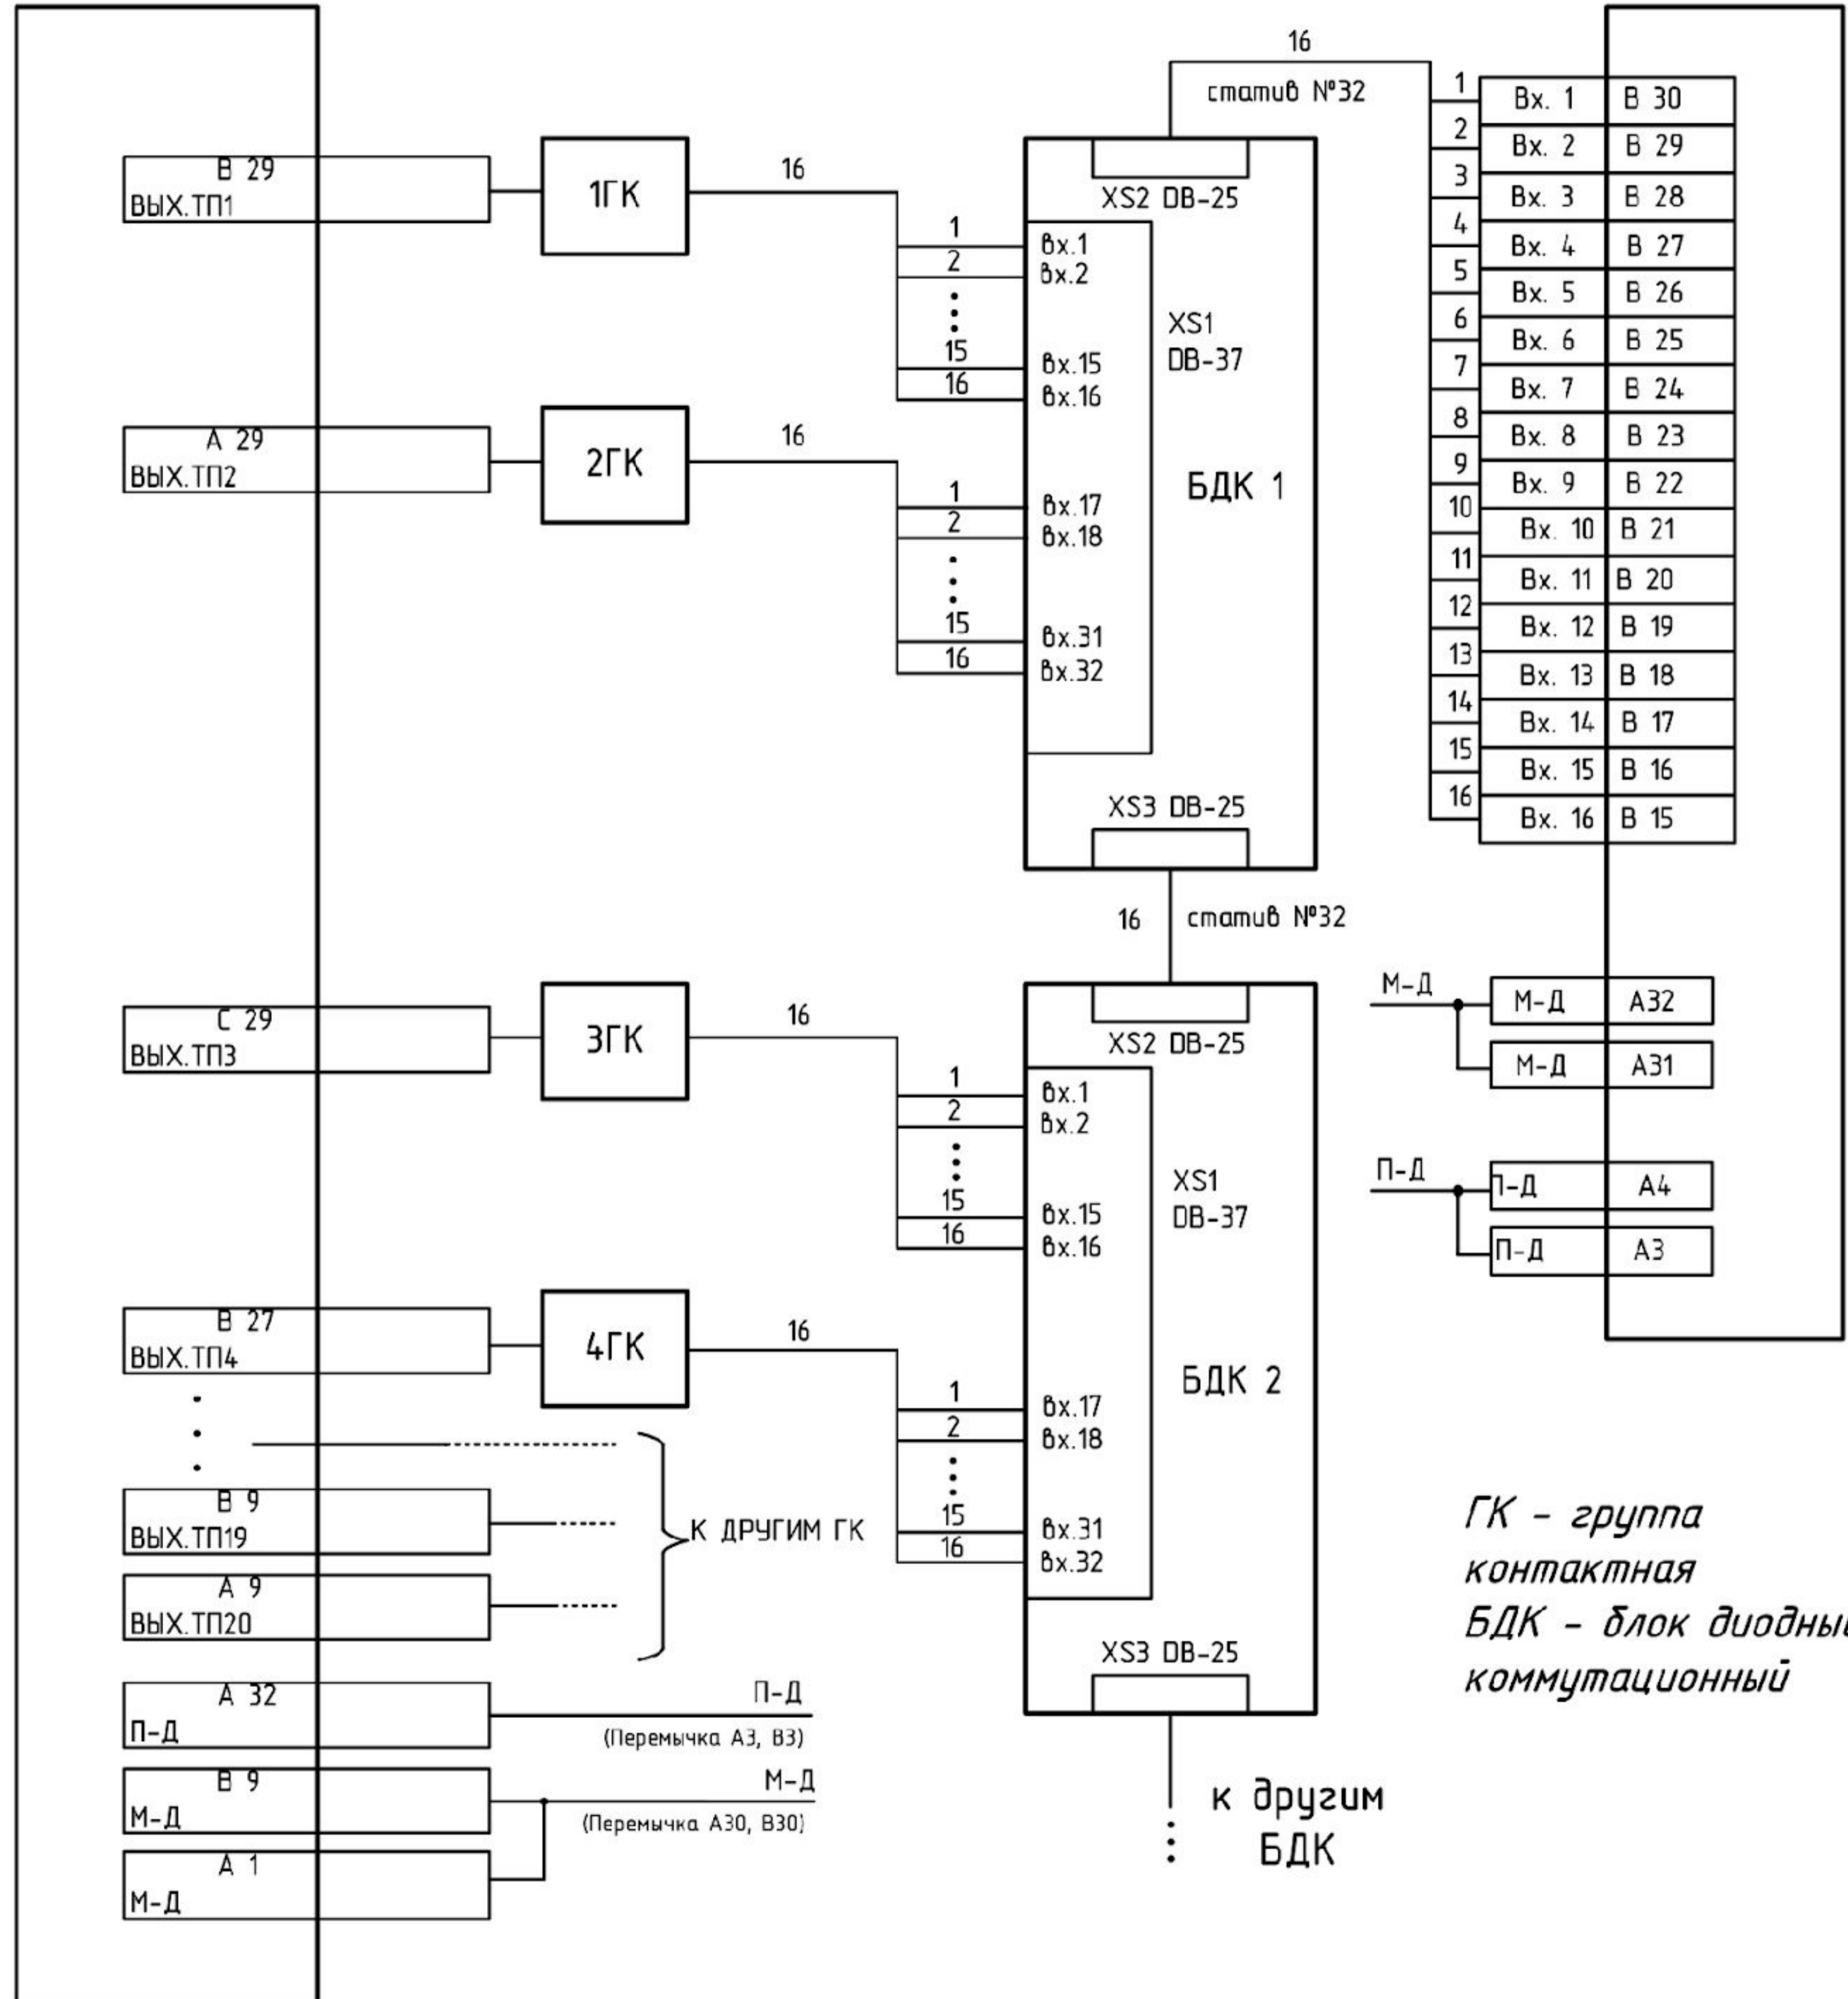 В 29
ВЫХ.ТП1
А 29
ВЫХ.ТП2
С 29
ВЫХ.ТП3
В 27
ВЫХ.ТП4
В 9
ВЫХ.ТП19
А 9
ВЫХ.ТП20
А 32
П-Д
В 9
М-Д
А 1
М-Д
1ГК
16
2ГК
16
3ГК
16
4ГК
16
К ДРУГИМ ГК
П-Д
(Перемычка А3, В3)
М-Д
(Перемычка А30, В30)
16
статив №32
XS2 DB-25
1
вх.1
2
вх.2
15
вх.15
16
вх.16
XS1
DB-37
БДК 1
1
вх.17
2
вх.18
15
вх.31
16
вх.32
XS3 DB-25
16
статив №32
XS2 DB-25
1
вх.1
2
вх.2
15
вх.15
16
вх.16
XS1
DB-37
БДК 2
1
вх.17
2
вх.18
15
вх.31
16
вх.32
XS3 DB-25
к другим
БДК
1 Вх. 1 В 30
2 Вх. 2 В 29
3 Вх. 3 В 28
4 Вх. 4 В 27
5 Вх. 5 В 26
6 Вх. 6 В 25
7 Вх. 7 В 24
8 Вх. 8 В 23
9 Вх. 9 В 22
10 Вх. 10 В 21
11 Вх. 11 В 20
12 Вх. 12 В 19
13 Вх. 13 В 18
14 Вх. 14 В 17
15 Вх. 15 В 16
16 Вх. 16 В 15
М-Д М-Д А32
М-Д А31
П-Д П-Д А4
П-Д А3
ГК - группа
контактная
БДК - блок диодны
коммутационный